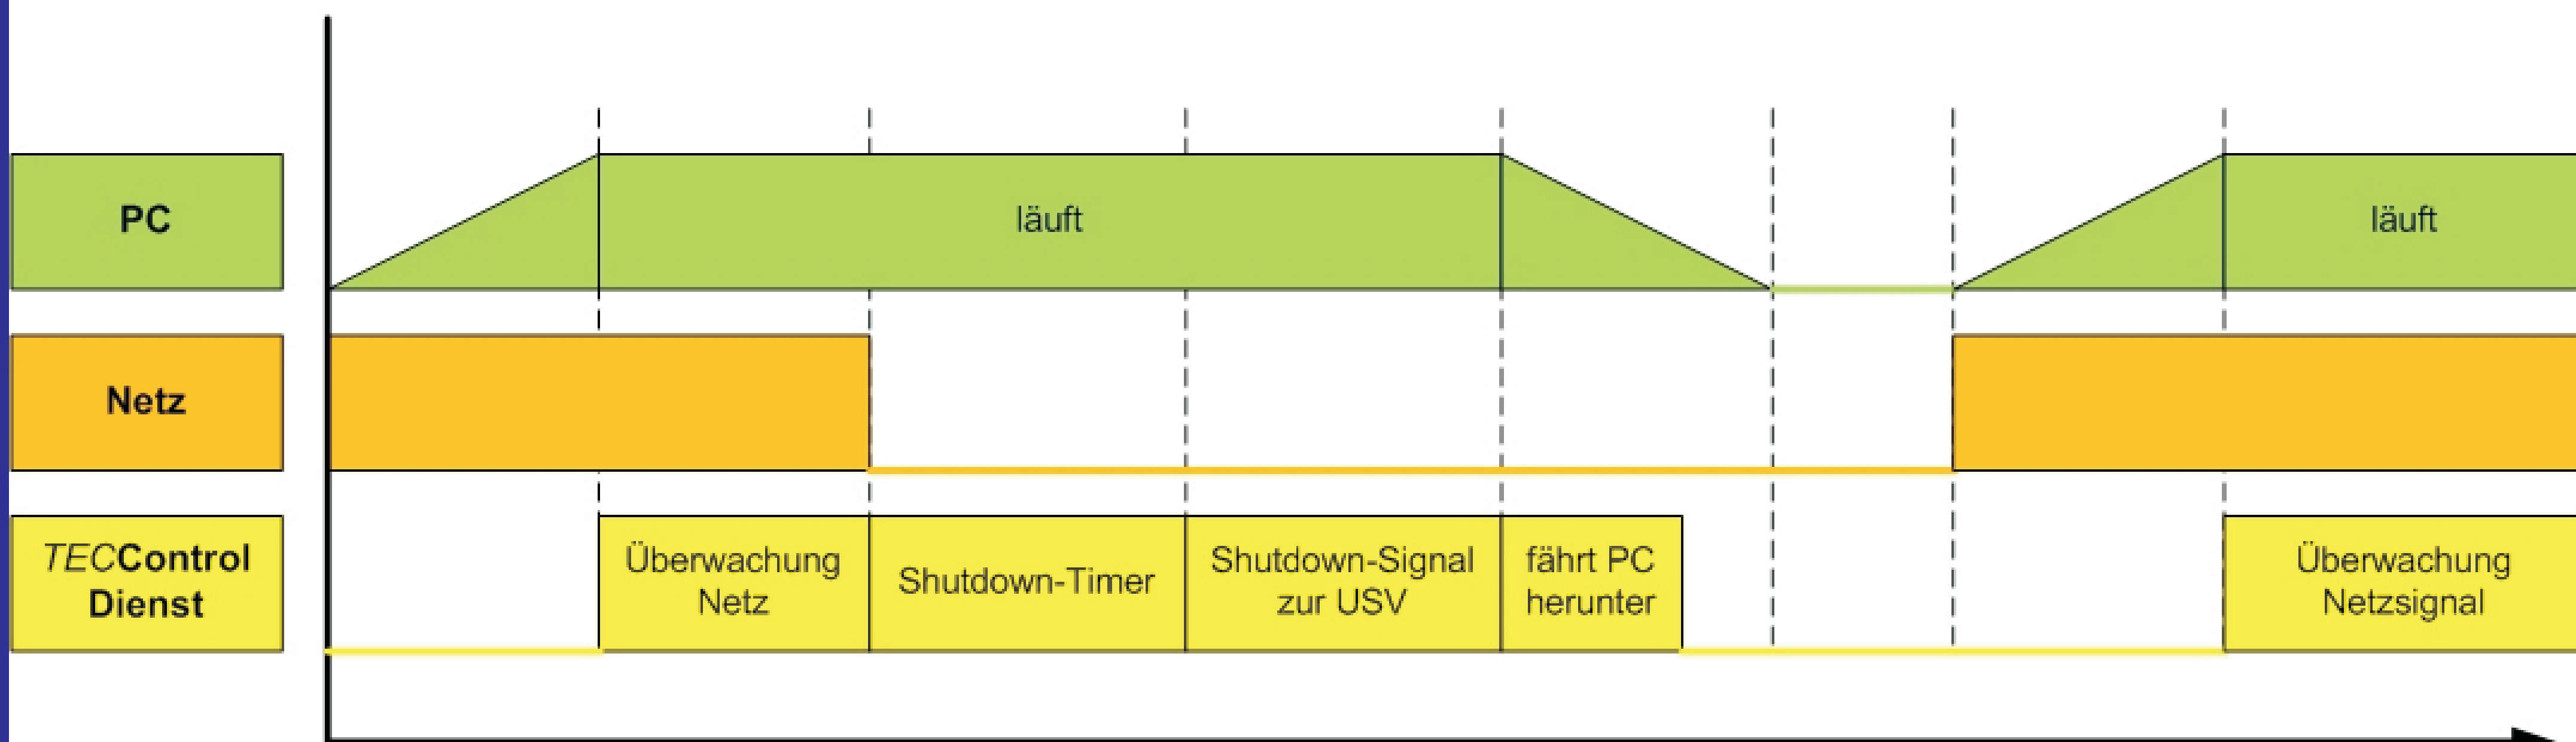 PC
läuft
läuft
Netz
TECControl
Dienst
Überwachung
Netz
Shutdown-Timer
Shutdown-Signal
zur USV
fährt PC
herunter
Überwachung
Netzsignal